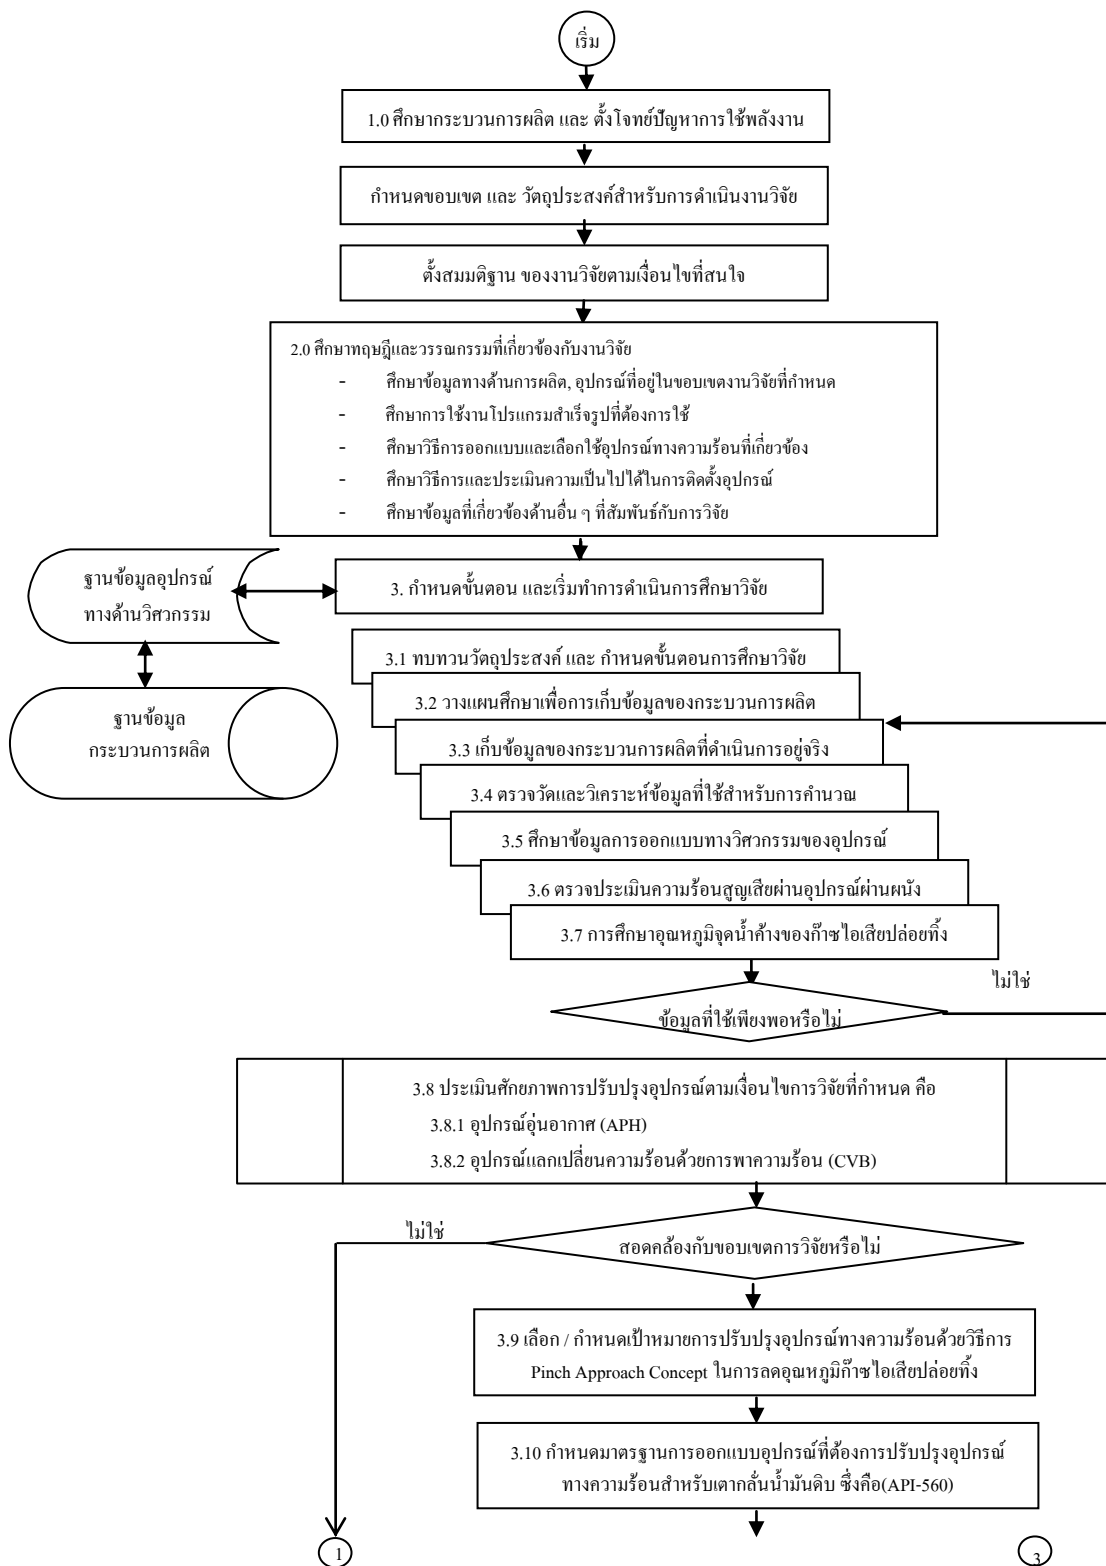 เริ่ม
1.0 ศึกษากระบวนการผลิต และ ตั้งโจทย์ปัญหาการใช้พลังงาน
กำหนดขอบเขต และ วัตถุประสงค์สำหรับการดำเนินงานวิจัย
ตั้งสมมติฐาน ของงานวิจัยตามเงื่อนไขที่สนใจ
2.0 ศึกษาทฤษฎีและวรรณกรรมที่เกี่ยวข้องกับงานวิจัย
- ศึกษาข้อมูลทางด้านการผลิต, อุปกรณ์ที่อยู่ในขอบเขตงานวิจัยที่กำหนด
- ศึกษาการใช้งานโปรแกรมสำเร็จรูปที่ต้องการใช้
- ศึกษาวิธีการออกแบบและเลือกใช้อุปกรณ์ทางความร้อนที่เกี่ยวข้อง
- ศึกษาวิธีการและประเมินความเป็นไปได้ในการติดตั้งอุปกรณ์
- ศึกษาข้อมูลที่เกี่ยวข้องด้านอื่น ๆ ที่สัมพันธ์กับการวิจัย
ฐานข้อมูลอุปกรณ์
ทางด้านวิศวกรรม
3. กำหนดขั้นตอน และเริ่มทำการดำเนินการศึกษาวิจัย
ฐานข้อมูล
กระบวนการผลิต
3.1 ทบทวนวัตถุประสงค์ และ กำหนดขั้นตอนการศึกษาวิจัย
3.2 วางแผนศึกษาเพื่อการเก็บข้อมูลของกระบวนการผลิต
3.3 เก็บข้อมูลของกระบวนการผลิตที่ดำเนินการอยู่จริง
3.4 ตรวจวัดและวิเคราะห์ข้อมูลที่ใช้สำหรับการคำนวณ
3.5 ศึกษาข้อมูลการออกแบบทางวิศวกรรมของอุปกรณ์
3.6 ตรวจประเมินความร้อนสูญเสียผ่านอุปกรณ์ผ่านผนัง
3.7 การศึกษาอุณหภูมิจุดน้ำค้างของก๊าซไอเสียปล่อยทิ้ง
ไม่ใช่
ข้อมูลที่ใช้เพียงพอหรือไม่
3.8 ประเมินศักยภาพการปรับปรุงอุปกรณ์ตามเงื่อนไขการวิจัยที่กำหนด คือ
3.8.1 อุปกรณ์อุ่นอากาศ (APH)
3.8.2 อุปกรณ์แลกเปลี่ยนความร้อนด้วยการพาความร้อน (CVB)
ไม่ใช่
สอดคล้องกับขอบเขตการวิจัยหรือไม่
3.9 เลือก / กำหนดเป้าหมายการปรับปรุงอุปกรณ์ทางความร้อนด้วยวิธีการ
Pinch Approach Concept ในการลดอุณหภูมิก๊าซไอเสียปล่อยทิ้ง
3.10 กำหนดมาตรฐานการออกแบบอุปกรณ์ที่ต้องการปรับปรุงอุปกรณ์
ทางความร้อนสำหรับเตากลั่นน้ำมันดิบ ซึ่งคือ(API-560)
1
3